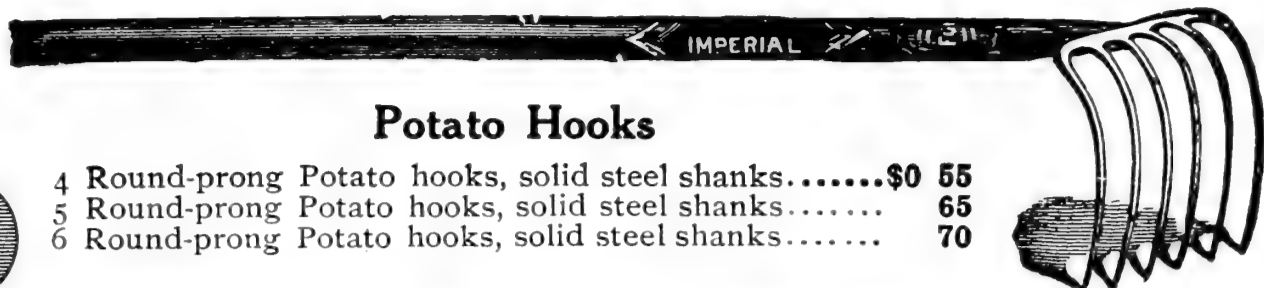 IMPERIAL
Potato Hooks
4 Round-prong Potato hooks, solid steel shanks.......$0 55
5 Round-prong Potato hooks, solid steel shanks....... 65
6 Round-prong Potato hooks, solid steel shanks....... 70